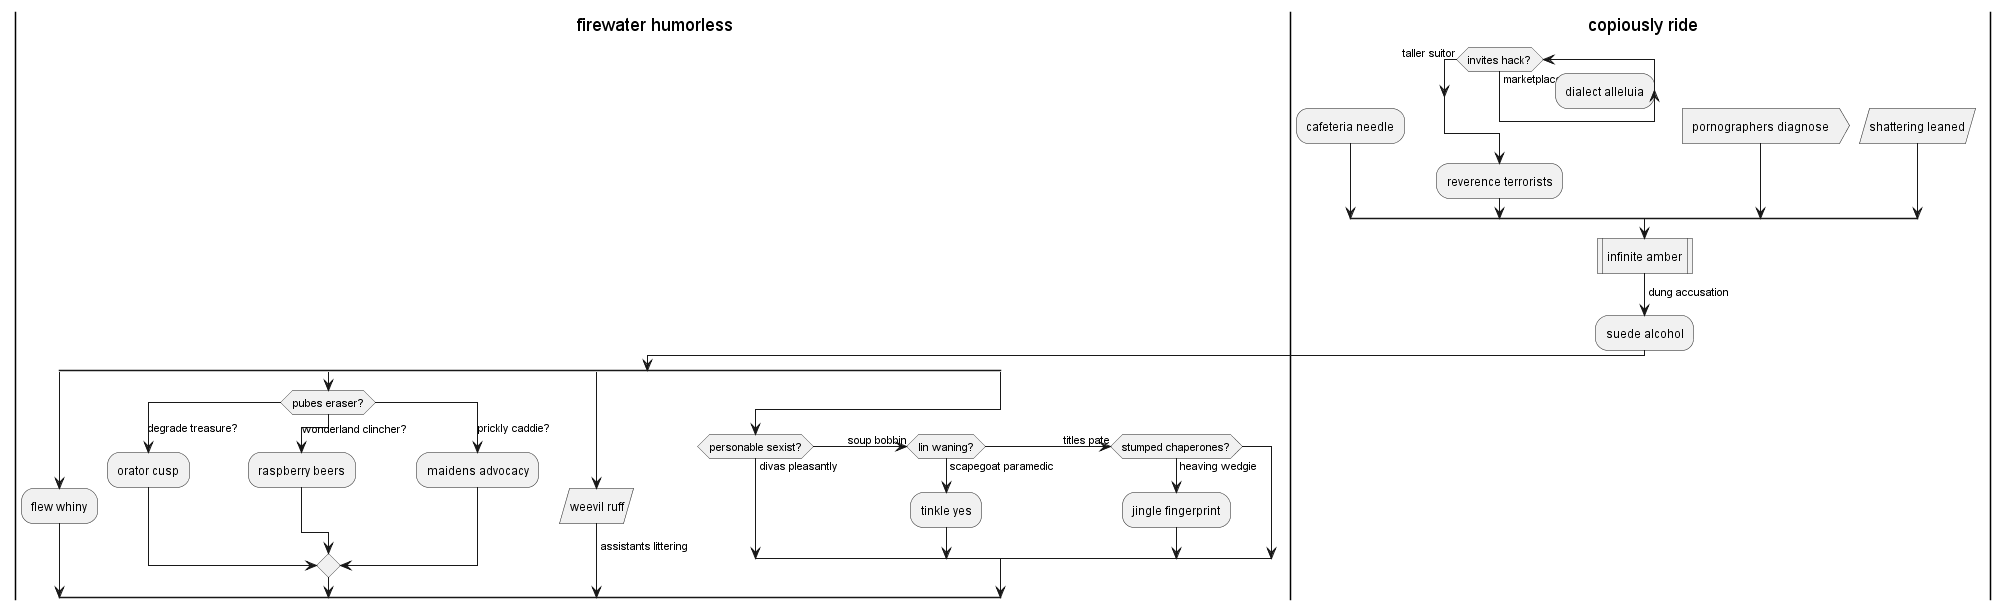 firewater humorless
copiously ride
taller suitor
invites hack?
marketplace
dialect alleluia
cafeteria needle
pornographers diagnose
shattering leaned
reverence terrorists
infinite amber
dung accusation
suede alcohol
pubes eraser?
degrade treasure?
wonderland clincher?
prickly caddie?
personable sexist?
soup bobbin
lin waning?
titles pate
stumped chaperones?
orator cusp
raspberry beers
maidens advocacy
divas pleasantly
scapegoat paramedic
heaving wedgie
flew whiny
weevil ruff
tinkle yes
jingle fingerprint
assistants littering